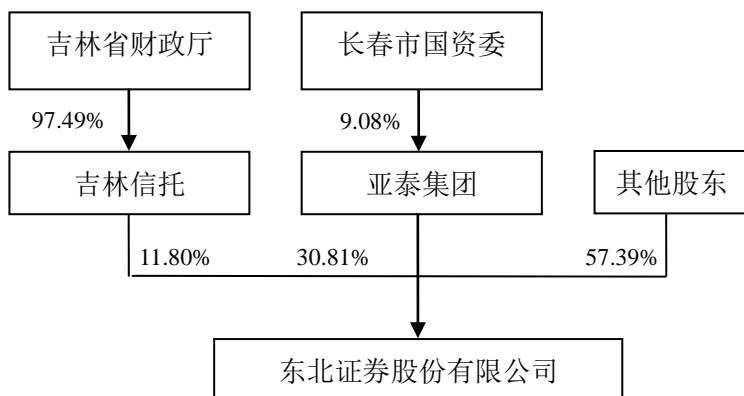 吉林省财政厅
长春市国资委
97.49%
9.08%
吉林信托
亚泰集团
其他股东
11.80%
30.81%
57.39%
东北证券股份有限公司